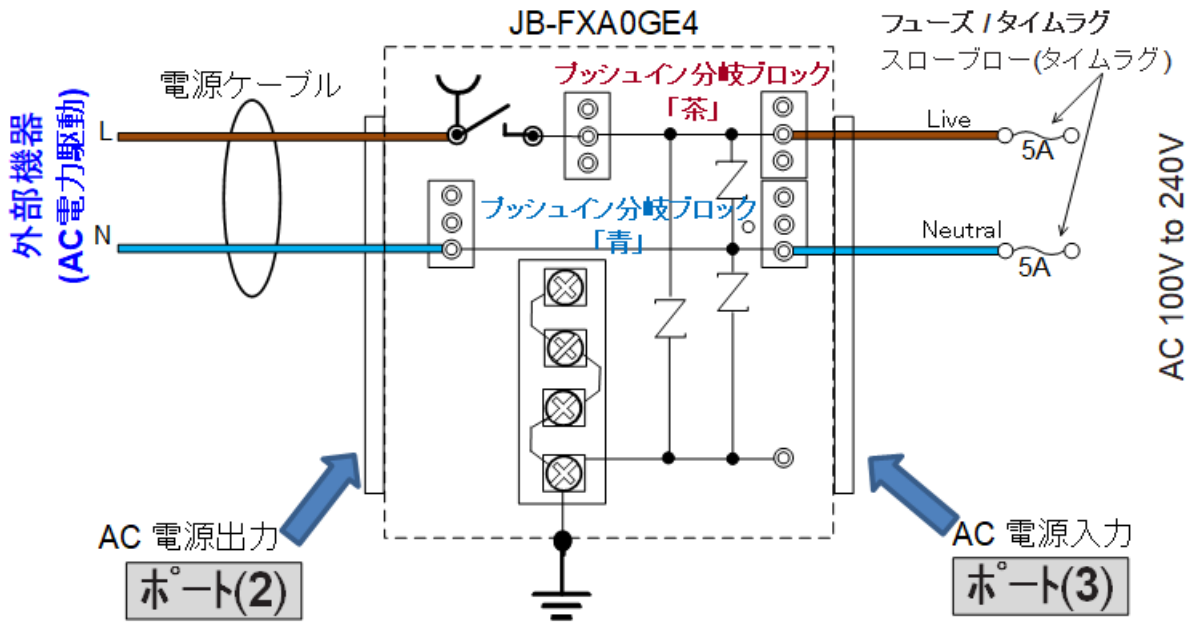 JB-FXA0GE4
フューズ / タイムラグ
スローブロー(タイムラグ)
電源ケーブル
プッシュイン分岐ブロック
「茶」
外部機器
(AC電力駆動)
L
Live
5A
プッシュイン分岐ブロック
「青」
N
Neutral
5A
AC 100V to 240V
AC 電源出力
ポート(2)
AC 電源入力
ポート(3)